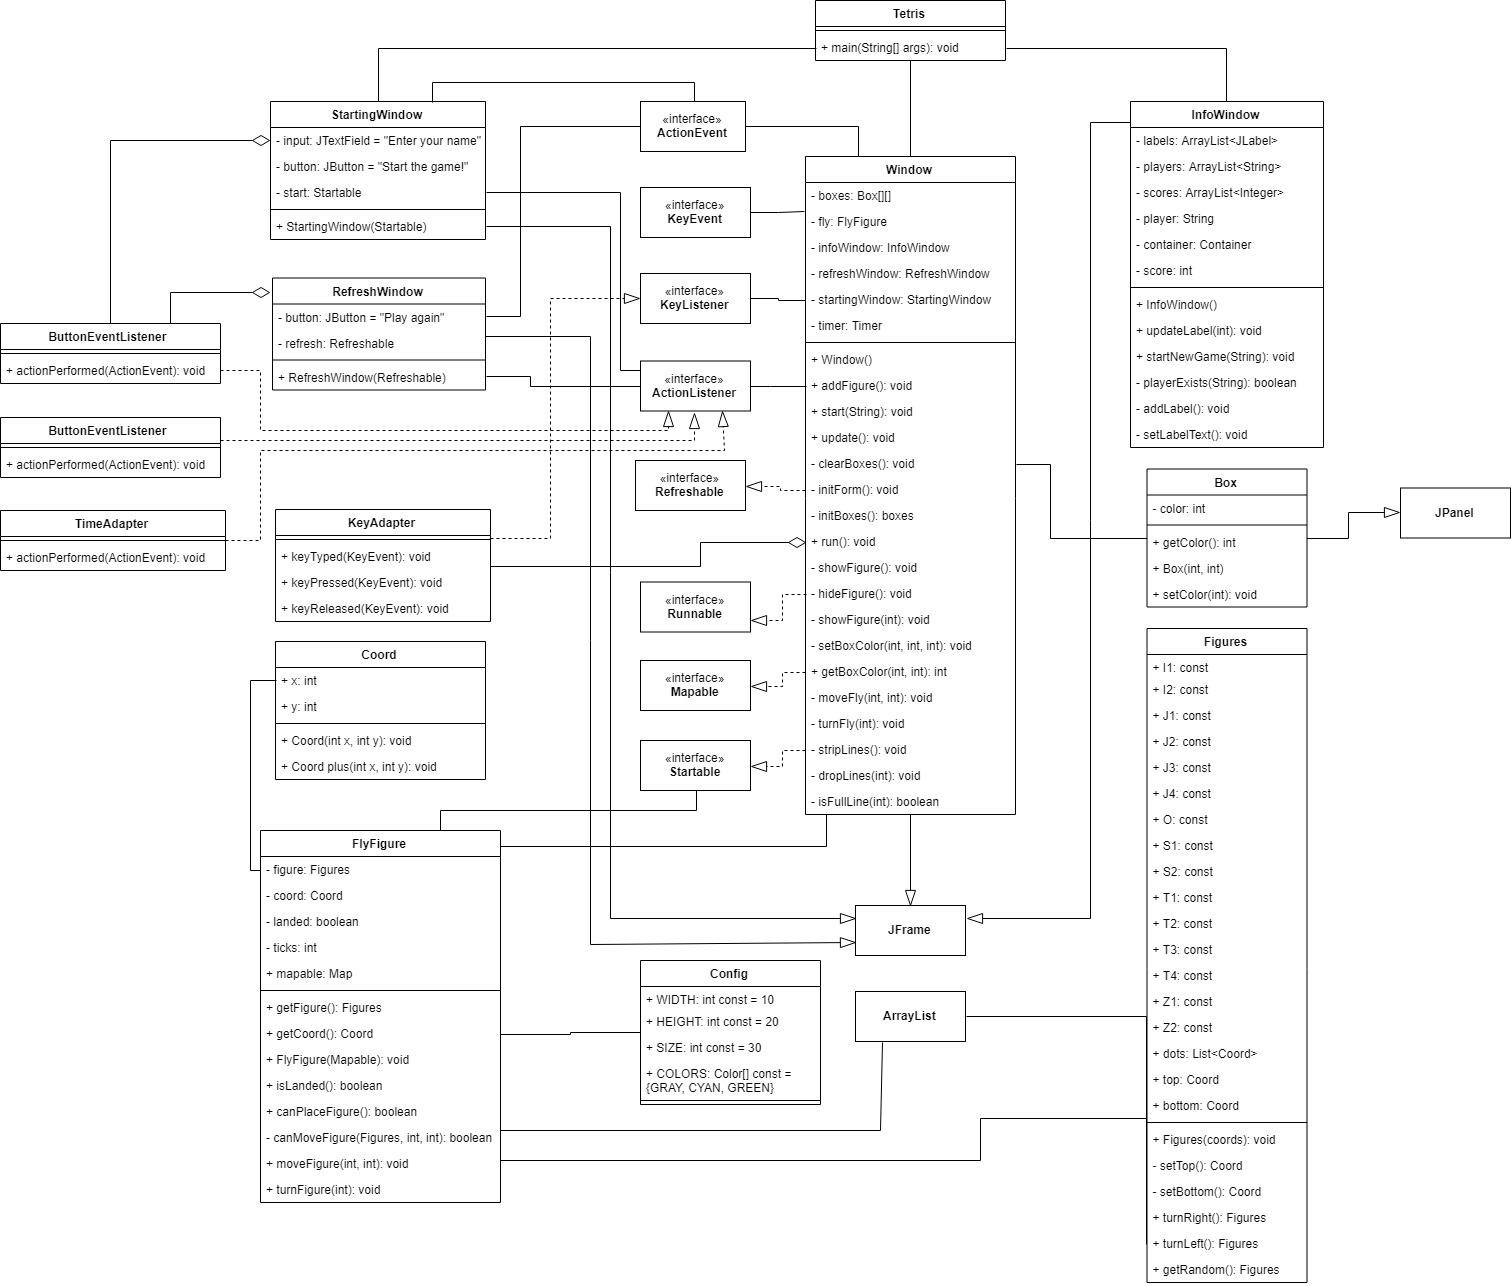 Tetris
+ main(String[] args): void
StartingWindow
- input: JTextField = "Enter your name"
- button: JButton = "Start the game!"
- start: Startable
+ StartingWindow(Startable)
«interface»
ActionEvent
InfoWindow
- labels: ArrayList<JLabel>
- players: ArrayList<String>
- scores: ArrayList<Integer>
- player: String
- container: Container
- score: int
+ InfoWindow()
+ updateLabel(int): void
+ startNewGame(String): void
- playerExists(String): boolean
- addLabel(): void
- setLabelText(): void
Window
- boxes: Box[][]
- fly: FlyFigure
- infoWindow: InfoWindow
- refreshWindow: RefreshWindow
- startingWindow: StartingWindow
- timer: Timer
+ Window()
+ addFigure(): void
+ start(String): void
+ update(): void
- clearBoxes(): void
- initForm(): void
- initBoxes(): boxes
+ run(): void
- showFigure(): void
- hideFigure(): void
- showFigure(int): void
- setBoxColor(int, int, int): void
+ getBoxColor(int, int): int
- moveFly(int, int): void
- turnFly(int): void
- stripLines(): void
- dropLines(int): void
- isFullLine(int): boolean
«interface»
KeyEvent
«interface»
KeyListener
RefreshWindow
- button: JButton = "Play again"
- refresh: Refreshable
+ RefreshWindow(Refreshable)
ButtonEventListener
+ actionPerformed(ActionEvent): void
«interface»
ActionListener
ButtonEventListener
+ actionPerformed(ActionEvent): void
«interface»
Refreshable
Box
- color: int
+ getColor(): int
+ Box(int, int)
+ setColor(int): void
JPanel
TimeAdapter
+ actionPerformed(ActionEvent): void
KeyAdapter
+ keyTyped(KeyEvent): void
+ keyPressed(KeyEvent): void
+ keyReleased(KeyEvent): void
«interface»
Runnable
Coord
+ x: int
+ y: int
+ Coord(int x, int y): void
+ Coord plus(int x, int y): void
«interface»
Mapable
«interface»
Startable
Figures
+ I1: const
+ I2: const
+ J1: const
+ J2: const
+ J3: const
+ J4: const
+ O: const
+ S1: const
+ S2: const
+ T1: const
+ T2: const
+ T3: const
+ T4: const
+ Z1: const
+ Z2: const
+ dots: List<Coord>
+ top: Coord
+ bottom: Coord
+ Figures(coords): void
- setTop(): Coord
- setBottom(): Coord
+ turnRight(): Figures
+ turnLeft(): Figures
+ getRandom(): Figures
FlyFigure
- figure: Figures
- coord: Coord
- landed: boolean
- ticks: int
+ mapable: Map
+ getFigure(): Figures
+ getCoord(): Coord
+ FlyFigure(Mapable): void
+ isLanded(): boolean
+ canPlaceFigure(): boolean
- canMoveFigure(Figures, int, int): boolean
+ moveFigure(int, int): void
+ turnFigure(int): void
JFrame
Config
+ WIDTH: int const = 10
+ HEIGHT: int const = 20
+ SIZE: int const = 30
+ COLORS: Color[] const =
{GRAY, CYAN, GREEN}
ArrayList